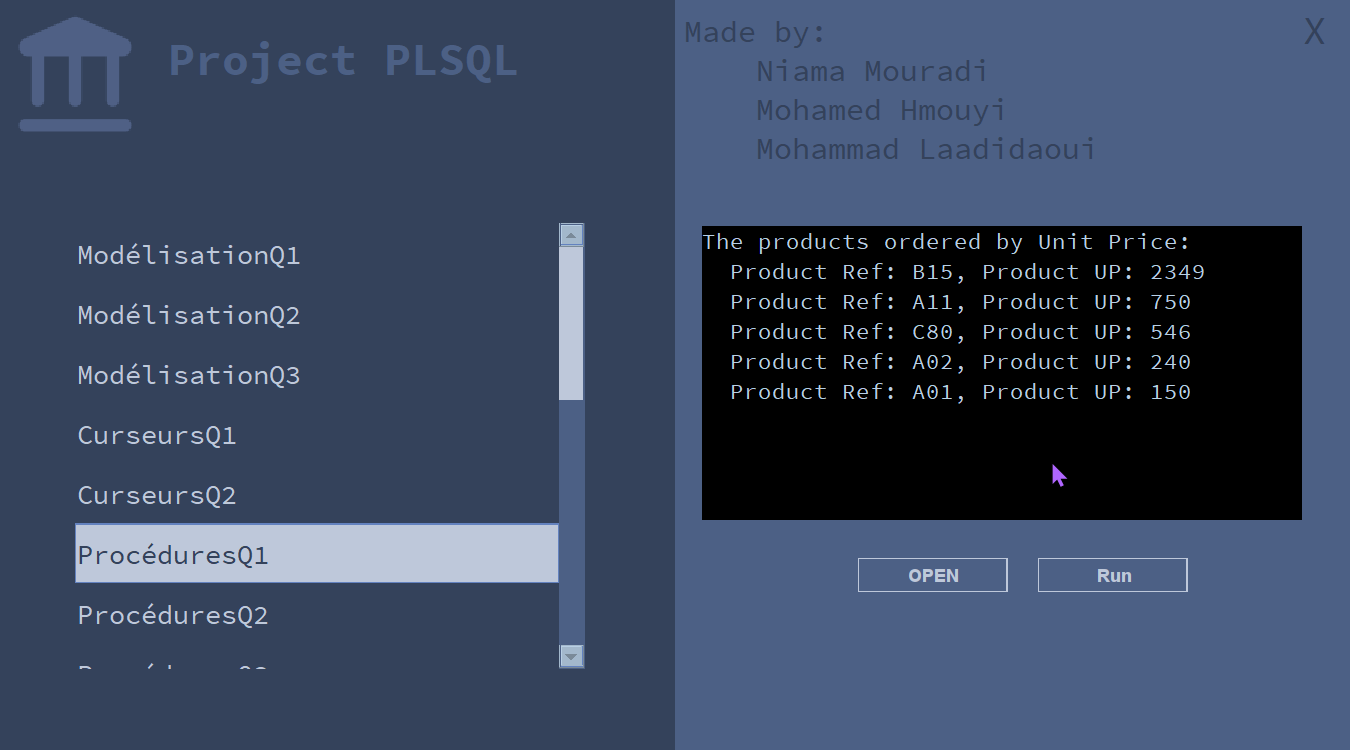 Project PLSQL
Made by:
Niama Mouradi
Mohamed Hmouyi
Mohammad Laadidaoui
X
ModélisationQ1
ModélisationQ2
ModélisationQ3
CurseursQ1
CurseursQ2
ProcéduresQ1
ProcéduresQ2
The products ordered by Unit Price:
Product Ref: B15, Product UP: 2349
Product Ref: A11, Product UP: 750
Product Ref: C80, Product UP: 546
Product Ref: A02, Product UP: 240
Product Ref: A01, Product UP: 150
OPEN
Run